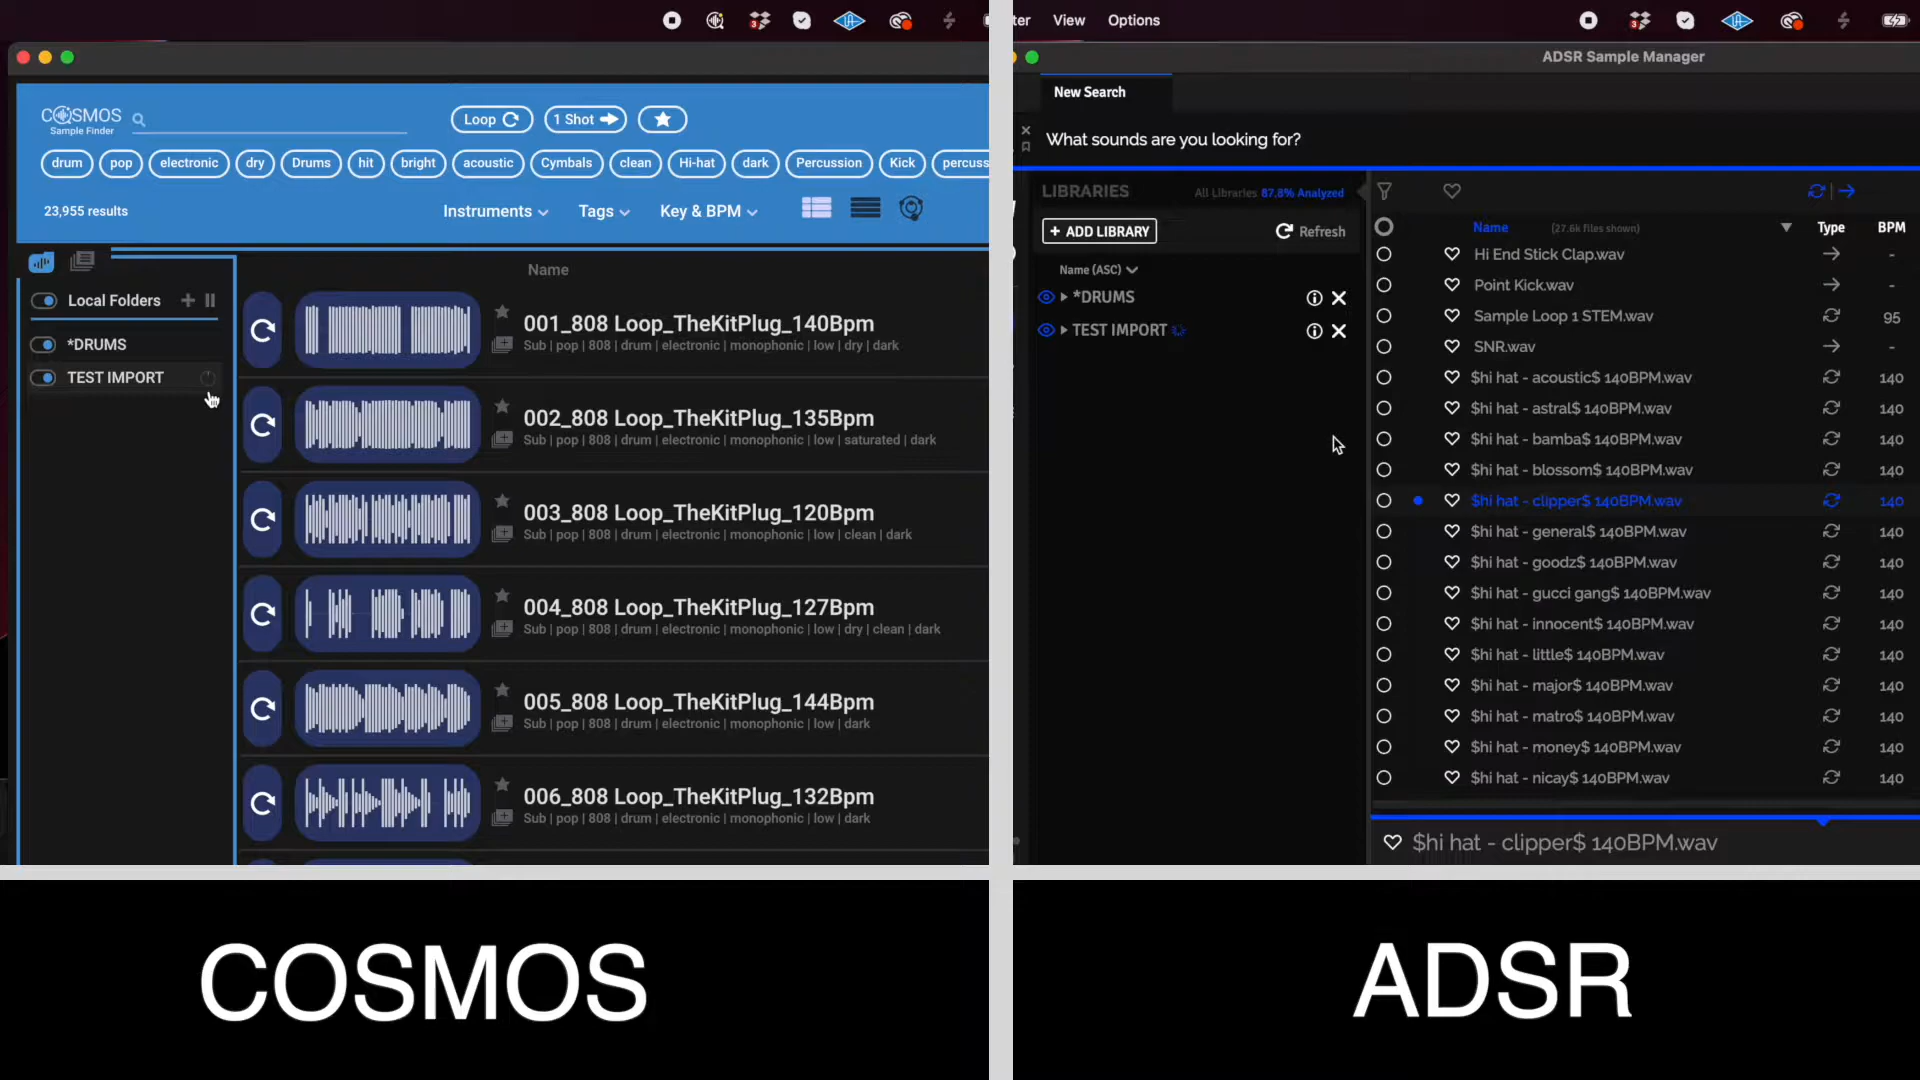 COSMOS
Sample Finder
Loop
1 Shot
drum
pop
electronic
dry
Drums
hit
bright
acoustic
Cymbals
clean
Hi-hat
dark
Percussion
Kick
percuss
23,955 results
Instruments
Tags
Key & BPM
Local Folders
*DRUMS
TEST IMPORT
Name
001_808 Loop_TheKitPlug_140Bpm
Sub | pop | 808 | drum | electronic | monophonic | low | dry | dark
002_808 Loop_TheKitPlug_135Bpm
Sub | pop | 808 | drum | electronic | monophonic | low | saturated | dark
003_808 Loop_TheKitPlug_120Bpm
Sub | pop | 808 | drum | electronic | monophonic | low | clean | dark
004_808 Loop_TheKitPlug_127Bpm
Sub | pop | 808 | drum | electronic | monophonic | low | dry | clean | dark
005_808 Loop_TheKitPlug_144Bpm
Sub | pop | 808 | drum | electronic | monophonic | low | dark
006_808 Loop_TheKitPlug_132Bpm
Sub | pop | 808 | drum | electronic | monophonic | low | dark
COSMOS
ter View Options
ADSR Sample Manager
New Search
What sounds are you looking for?
LIBRARIES All Libraries 87.8% Analyzed
+ ADD LIBRARY Refresh
Name (ASC)
*DRUMS
TEST IMPORT
Name (27.6k files shown) Type BPM
Hi End Stick Clap.wav -
Point Kick.wav -
Sample Loop 1 STEM.wav 95
SNR.wav -
$hi hat - acoustic$ 140BPM.wav 140
$hi hat - astral$ 140BPM.wav 140
$hi hat - bamba$ 140BPM.wav 140
$hi hat - blossom$ 140BPM.wav 140
$hi hat - clipper$ 140BPM.wav 140
$hi hat - general$ 140BPM.wav 140
$hi hat - goodz$ 140BPM.wav 140
$hi hat - gucci gang$ 140BPM.wav 140
$hi hat - innocent$ 140BPM.wav 140
$hi hat - little$ 140BPM.wav 140
$hi hat - major$ 140BPM.wav 140
$hi hat - matro$ 140BPM.wav 140
$hi hat - money$ 140BPM.wav 140
$hi hat - nicay$ 140BPM.wav 140
$hi hat - clipper$ 140BPM.wav
ADSR